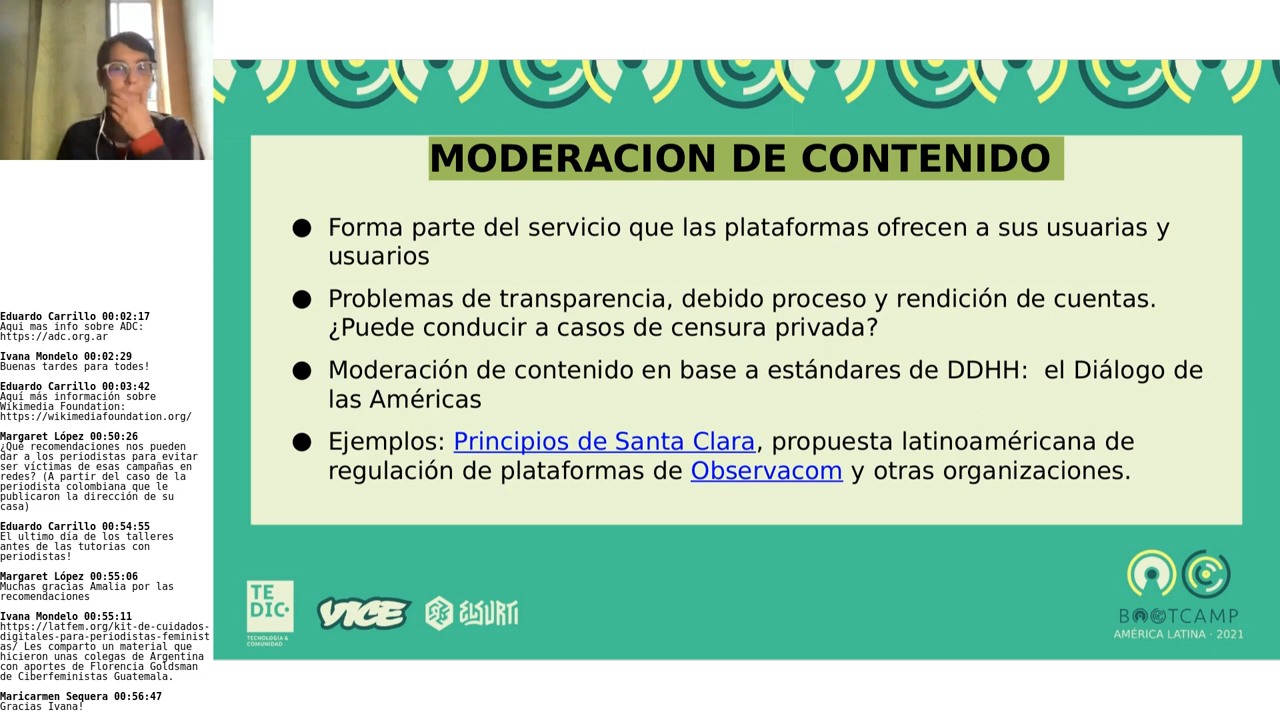 MODERACION DE CONTENIDO
● Forma parte del servicio que las plataformas ofrecen a sus usuarias y
usuarios
● Problemas de transparencia, debido proceso y rendición de cuentas.
¿Puede conducir a casos de censura privada?
● Moderación de contenido en base a estándares de DDHH: el Diálogo de
las Américas
● Ejemplos: Principios de Santa Clara, propuesta latinoaméricana de
regulación de plataformas de Observacom y otras organizaciones.
TE
DIC
TECNOLOGÍA &
COMUNIDAD
VICE
ELSURTI
BOOTCAMP
AMÉRICA LATINA · 2021
Eduardo Carrillo 00:02:17
Aquí mas info sobre ADC:
https://adc.org.ar
Ivana Mondelo 00:02:29
Buenas tardes para todes!
Eduardo Carrillo 00:03:42
Aquí más información sobre
Wikimedia Foundation:
https://wikimediafoundation.org/
Margaret López 00:50:26
¿Qué recomendaciones nos pueden
dar a los periodistas para evitar
ser víctimas de esas campañas en
redes? (A partir del caso de la
periodista colombiana que le
publicaron la dirección de su
casa)
Eduardo Carrillo 00:54:55
El ultimo día de los talleres
antes de las tutorias con
periodistas!
Margaret López 00:55:06
Muchas gracias Amalia por las
recomendaciones
Ivana Mondelo 00:55:11
https://latfem.org/kit-de-cuidados-
digitales-para-periodistas-feminist
as/ Les comparto un material que
hicieron unas colegas de Argentina
con aportes de Florencia Goldsman
de Ciberfeministas Guatemala.
Maricarmen Sequera 00:56:47
Gracias Ivana!